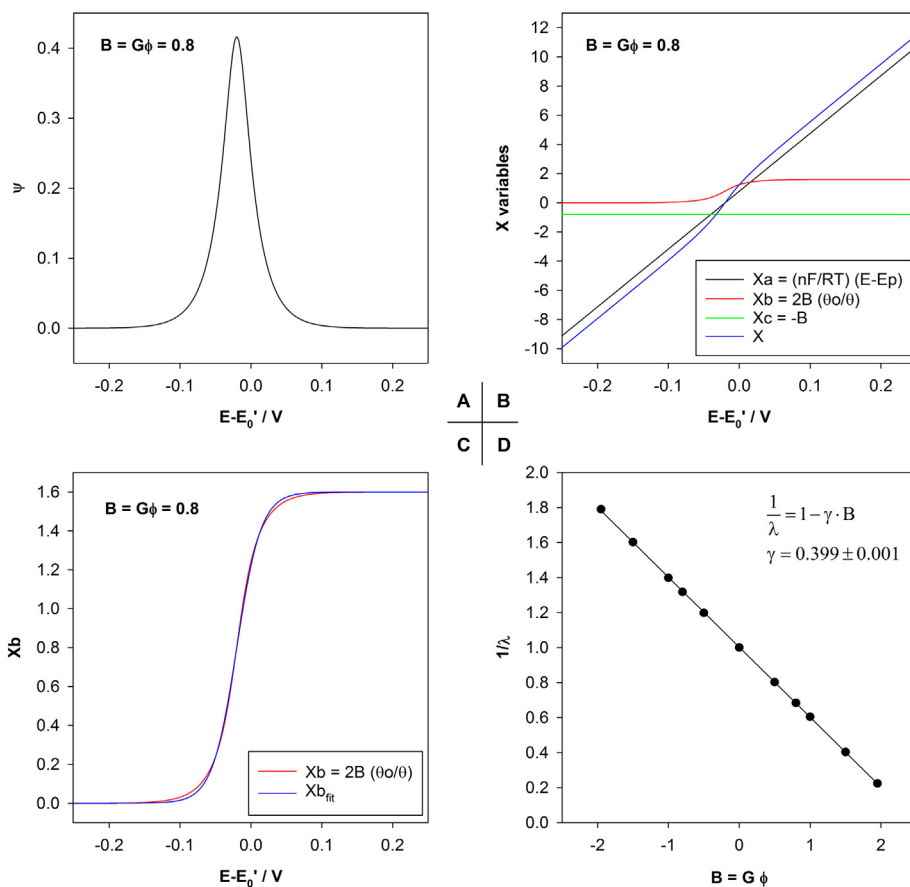 B = Gϕ = 0.8
0.4
0.3
0.2
0.1
0.0
Ψ
-0.2 -0.1 0.0 0.1 0.2
E-E₀' / V
B = Gϕ = 0.8
12
10
8
6
4
2
0
-2
-4
-6
-8
-10
X variables
Xa = (nF/RT) (E-Ep)
Xb = 2B (θo/θ)
Xc = -B
X
-0.2 -0.1 0.0 0.1 0.2
E-E₀' / V
A B
C D
B = Gϕ = 0.8
1.6
1.4
1.2
1.0
0.8
0.6
0.4
0.2
0.0
Xb
Xb = 2B (θo/θ)
Xb_fit
-0.2 -0.1 0.0 0.1 0.2
E-E₀' / V
2.0
1.8
1.6
1.4
1.2
1.0
0.8
0.6
0.4
0.2
0.0
1/λ
1/λ = 1 − γ · B
γ = 0.399 ± 0.001
-2 -1 0 1 2
B = G ϕ